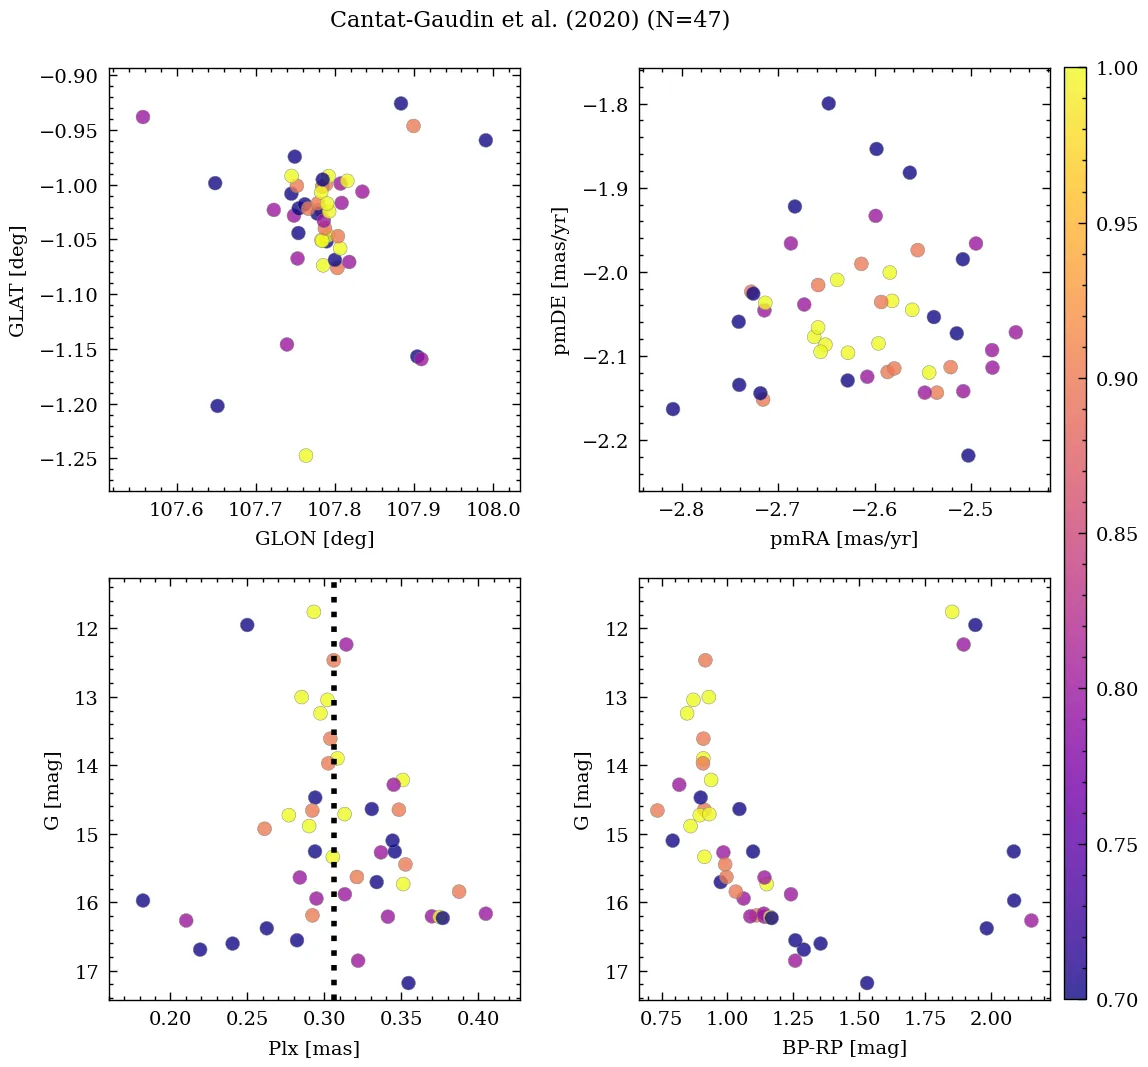 Cantat-Gaudin et al. (2020) (N=47)
−0.90
−0.95
−1.00
−1.05
−1.10
−1.15
−1.20
−1.25
GLAT [deg]
107.6 107.7 107.8 107.9 108.0
GLON [deg]
−1.8
−1.9
−2.0
−2.1
−2.2
pmDE [mas/yr]
−2.8 −2.7 −2.6 −2.5
pmRA [mas/yr]
12
13
14
15
16
17
G [mag]
0.20 0.25 0.30 0.35 0.40
Plx [mas]
12
13
14
15
16
17
G [mag]
0.75 1.00 1.25 1.50 1.75 2.00
BP-RP [mag]
1.00
0.95
0.90
0.85
0.80
0.75
0.70